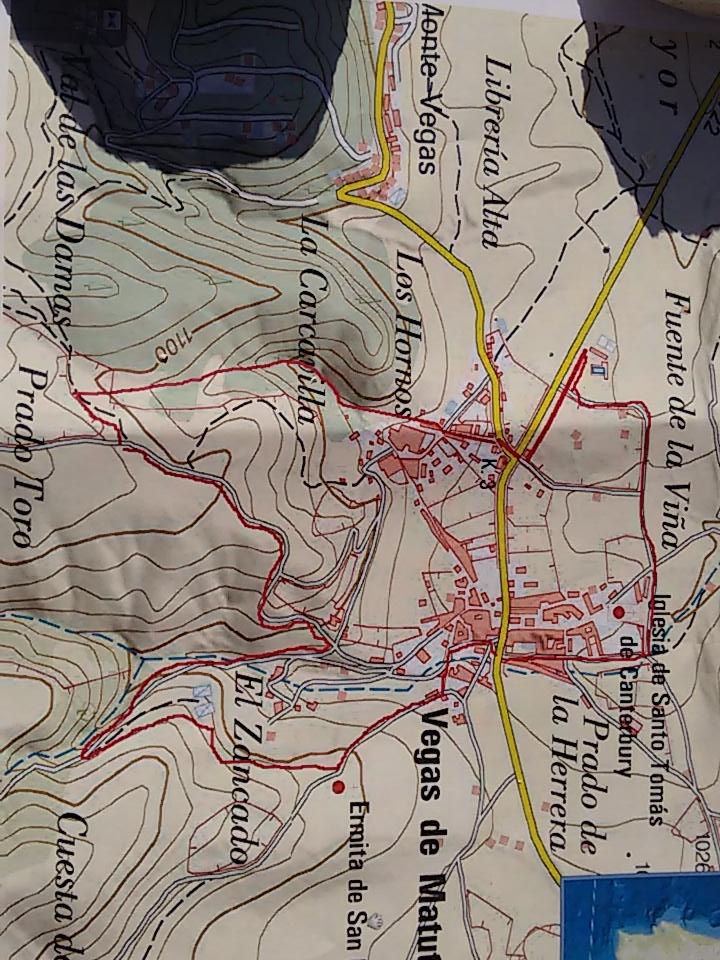 Monte-Vegas
Librería Alta
yor
Val de las Damas
La Carcavilla
Los Hornos
Fuente de la Viña
1100
Prado Toro
Iglesia de Santo Tomás
de Canterbury
Prado de
la Herrera
El Zancado
Vegas de Matut
Ermita de San
Cuesta de
1026